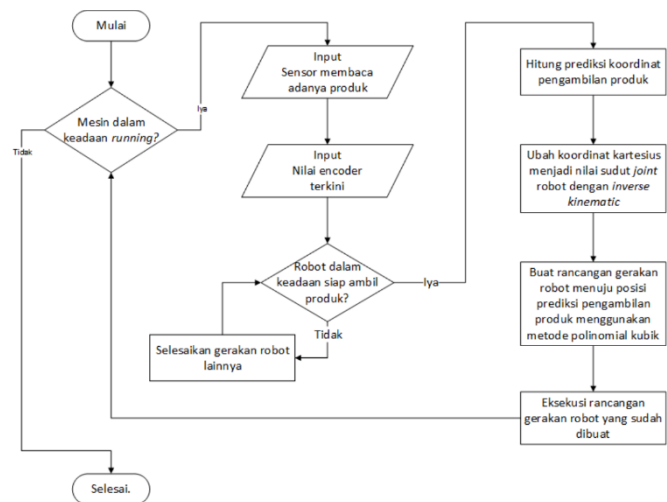 Mulai
Mesin dalam
keadaan running?
Iya
Tidak
Input
Sensor membaca
adanya produk
Input
Nilai encoder
terkini
Robot dalam
keadaan siap ambil
produk?
Iya
Tidak
Selesaikan gerakan robot
lainnya
Hitung prediksi koordinat
pengambilan produk
Ubah koordinat kartesius
menjadi nilai sudut joint
robot dengan inverse
kinematic
Buat rancangan gerakan
robot menuju posisi
prediksi pengambilan
produk menggunakan
metode polinomial kubik
Eksekusi rancangan
gerakan robot yang sudah
dibuat
Selesai.